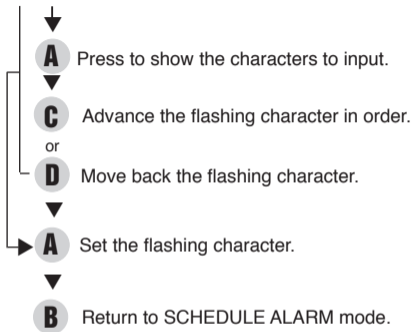 A Press to show the characters to input.
C Advance the flashing character in order.
or
D Move back the flashing character.
A Set the flashing character.
B Return to SCHEDULE ALARM mode.